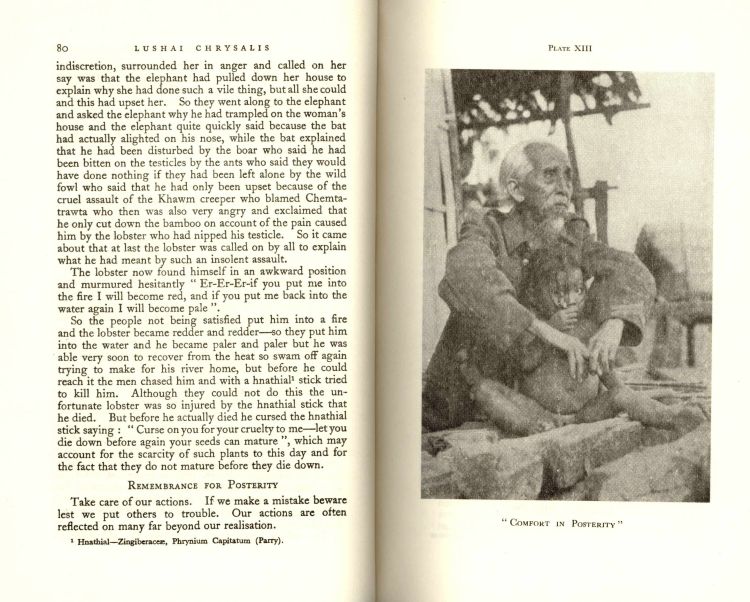 80 LUSHAI CHRYSALIS
indiscretion, surrounded her in anger and called on her
say was that the elephant had pulled down her house to
explain why she had done such a vile thing, but all she could
and this had upset her. So they went along to the elephant
and asked the elephant why he had trampled on the woman's
house and the elephant quite quickly said because the bat
had actually alighted on his nose, while the bat explained
that he had been disturbed by the boar who said he had
been bitten on the testicles by the ants who said they would
have done nothing if they had been left alone by the wild
fowl who said that he had only been upset because of the
cruel assault of the Khawm creeper who blamed Chemta-
trawta who then was also very angry and exclaimed that
he only cut down the bamboo on account of the pain caused
him by the lobster who had nipped his testicle. So it came
about that at last the lobster was called on by all to explain
what he had meant by such an insolent assault.
The lobster now found himself in an awkward position
and murmured hesitantly " Er-Er-Er-if you put me into
the fire I will become red, and if you put me back into the
water again I will become pale ".
So the people not being satisfied put him into a fire
and the lobster became redder and redder—so they put him
into the water and he became paler and paler but he was
able very soon to recover from the heat so swam off again
trying to make for his river home, but before he could
reach it the men chased him and with a hnathial¹ stick tried
to kill him. Although they could not do this the un-
fortunate lobster was so injured by the hnathial stick that
he died. But before he actually died he cursed the hnathial
stick saying : " Curse on you for your cruelty to me—let you
die down before again your seeds can mature ", which may
account for the scarcity of such plants to this day and for
the fact that they do not mature before they die down.
REMEMBRANCE FOR POSTERITY
Take care of our actions. If we make a mistake beware
lest we put others to trouble. Our actions are often
reflected on many far beyond our realisation.
¹ Hnathial—Zingiberaceæ, Phrynium Capitatum (Parry).
PLATE XIII
" COMFORT IN POSTERITY "